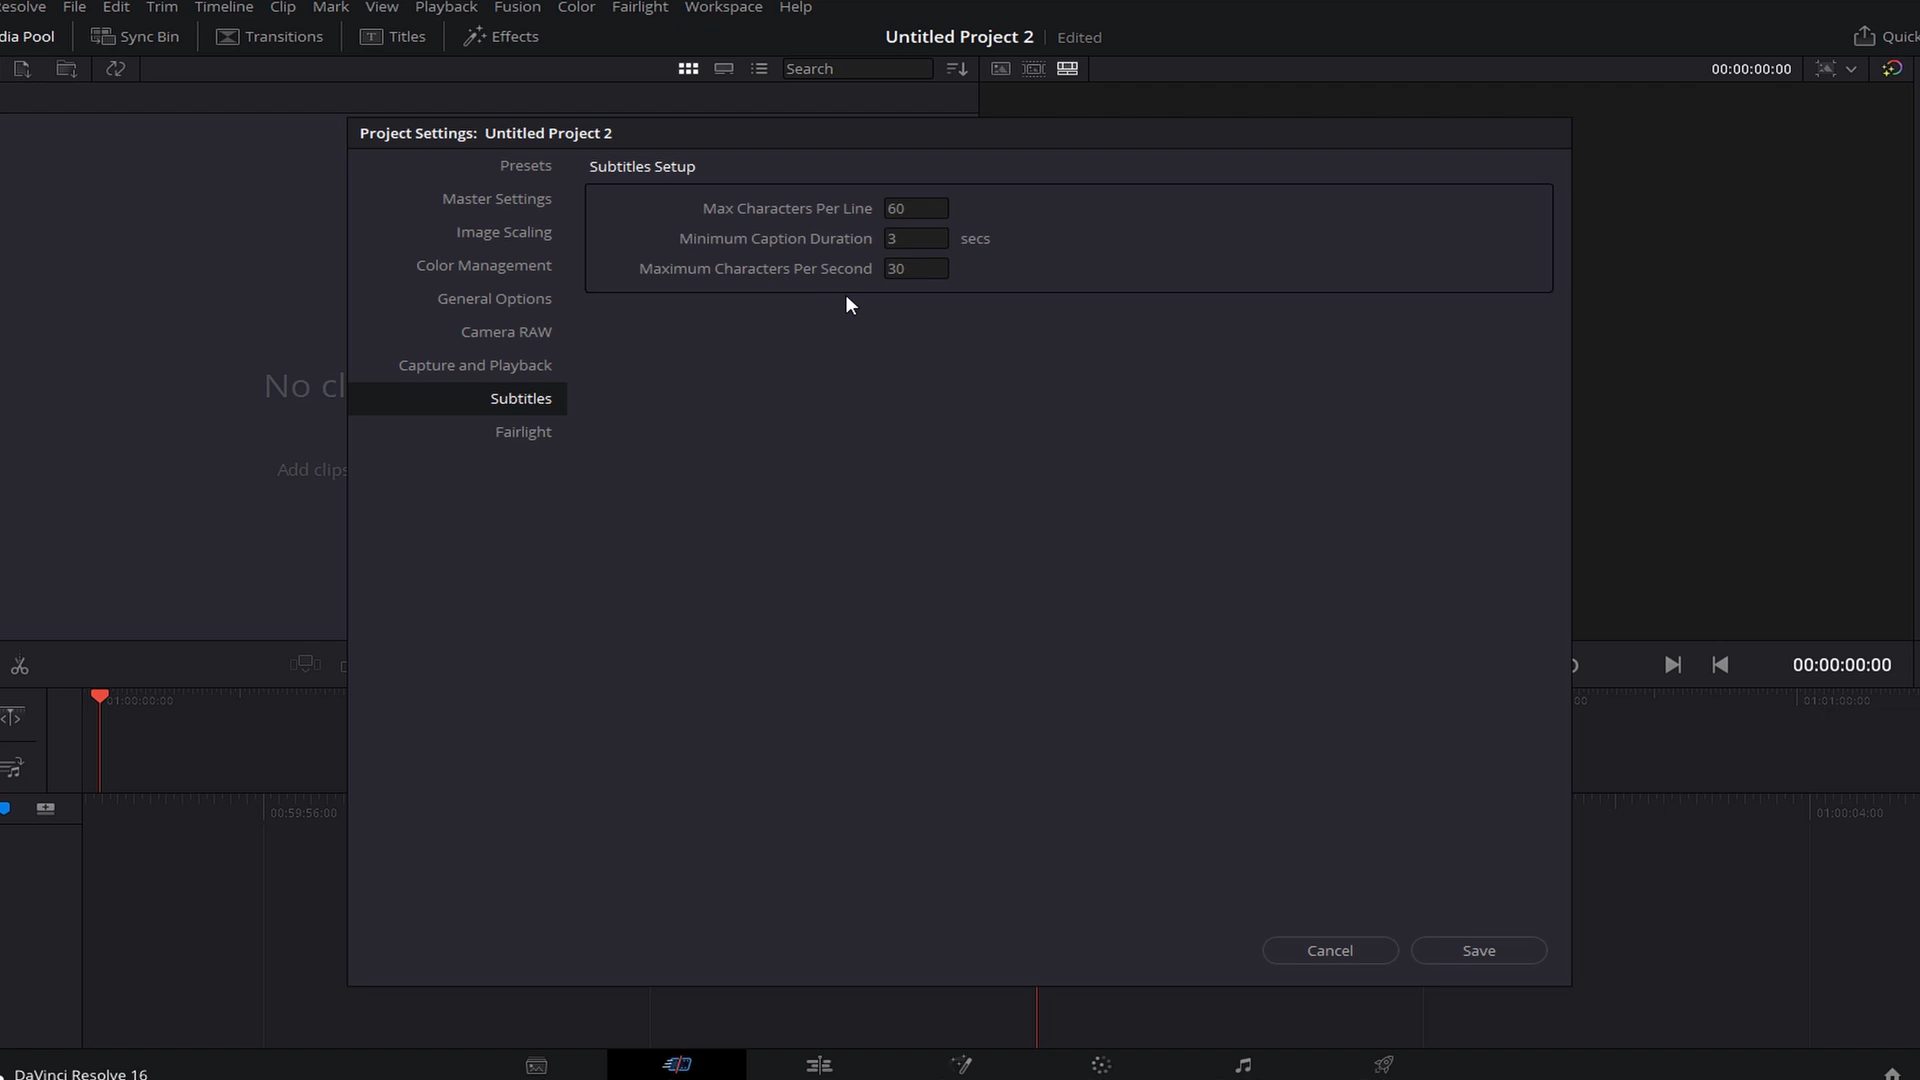 esolve File Edit Trim Timeline Clip Mark View Playback Fusion Color Fairlight Workspace Help
dia Pool Sync Bin Transitions Titles Effects Untitled Project 2 Edited Quick
Search 00:00:00:00
Project Settings: Untitled Project 2
Presets
Master Settings
Image Scaling
Color Management
General Options
Camera RAW
Capture and Playback
Subtitles
Fairlight
Subtitles Setup
Max Characters Per Line 60
Minimum Caption Duration 3 secs
Maximum Characters Per Second 30
No cl
Add clips
Cancel Save
00:00:00:00
01:00:00:00 00 01:01:00:00
00:59:56:00 01:00:04:00
DaVinci Resolve 16